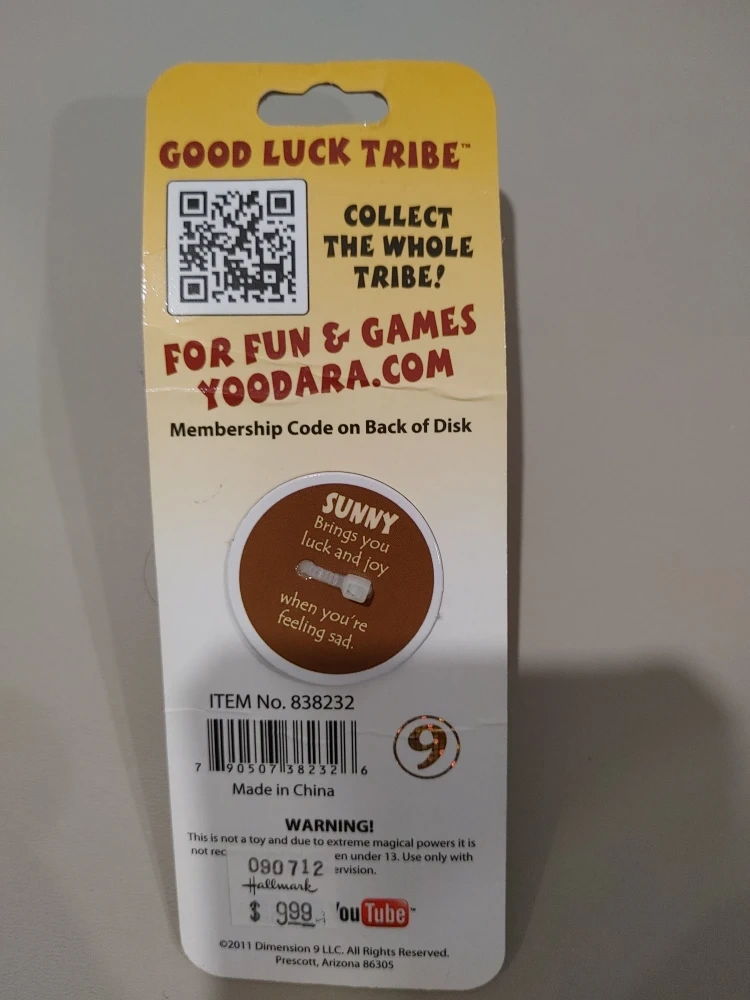 GOOD LUCK TRIBE™
COLLECT
THE WHOLE
TRIBE!
FOR FUN & GAMES
YOODARA.COM
Membership Code on Back of Disk
SUNNY
Brings you
luck and joy
when you're
feeling sad.
ITEM No. 838232
9
7 90507 38232 6
Made in China
WARNING!
This is not a toy and due to extreme magical powers it is
not rec en under 13. Use only with
ervision.
090712
Hallmark
$ 999
ouTube™
©2011 Dimension 9 LLC. All Rights Reserved.
Prescott, Arizona 86305